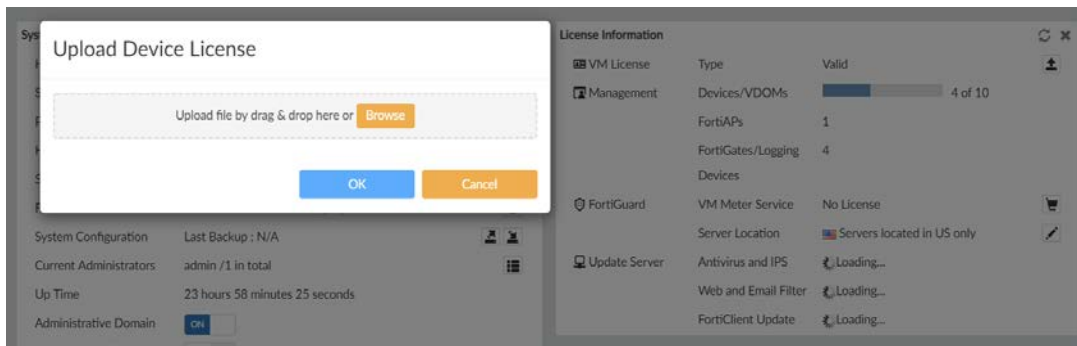 Upload Device License
Upload file by drag & drop here or Browse
OK Cancel
System Configuration Last Backup : N/A
Current Administrators admin /1 in total
Up Time 23 hours 58 minutes 25 seconds
Administrative Domain ON
License Information
VM License Type Valid
Management Devices/VDOMs 4 of 10
FortiAPs 1
FortiGates/Logging 4
Devices
FortiGuard VM Meter Service No License
Server Location Servers located in US only
Update Server Antivirus and IPS Loading...
Web and Email Filter Loading...
FortiClient Update Loading...